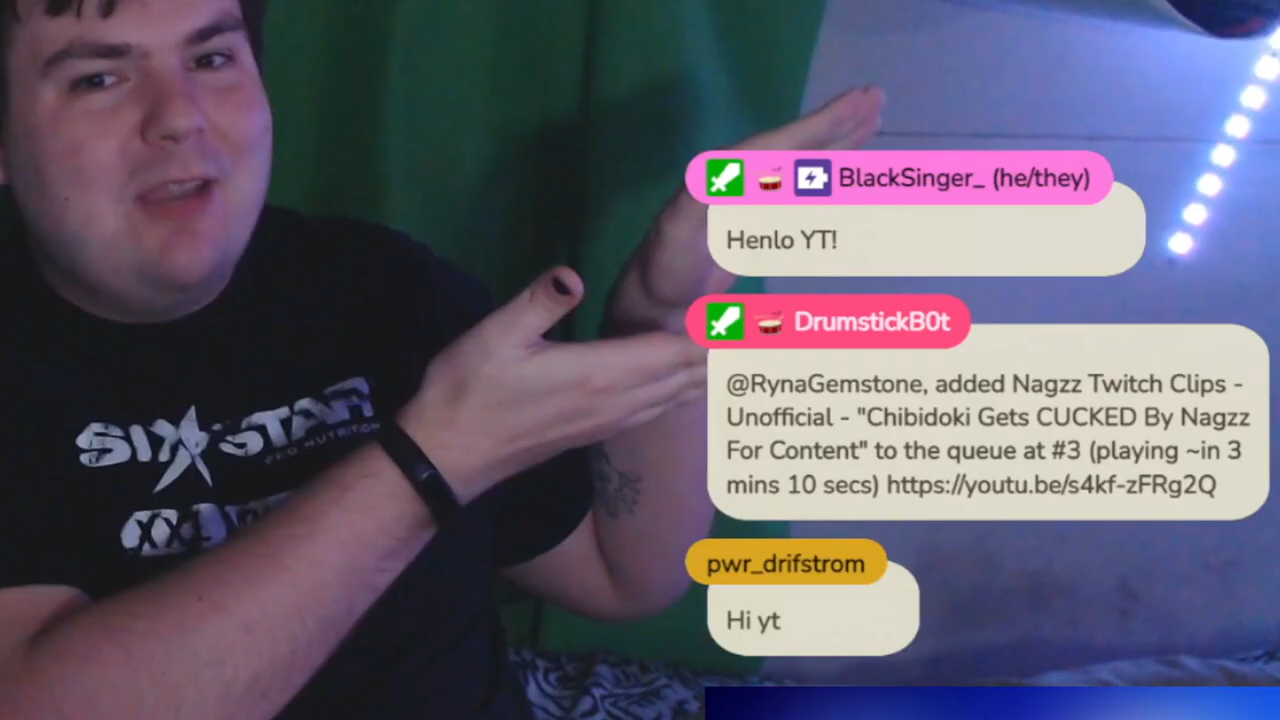 BlackSinger_ (he/they)
Henlo YT!
DrumstickB0t
@RynaGemstone, added Nagzz Twitch Clips -
Unofficial - "Chibidoki Gets CUCKED By Nagzz
For Content" to the queue at #3 (playing ~in 3
mins 10 secs) https://youtu.be/s4kf-zFRg2Q
pwr_drifstrom
Hi yt
SIX STAR
PRO NUTRITION